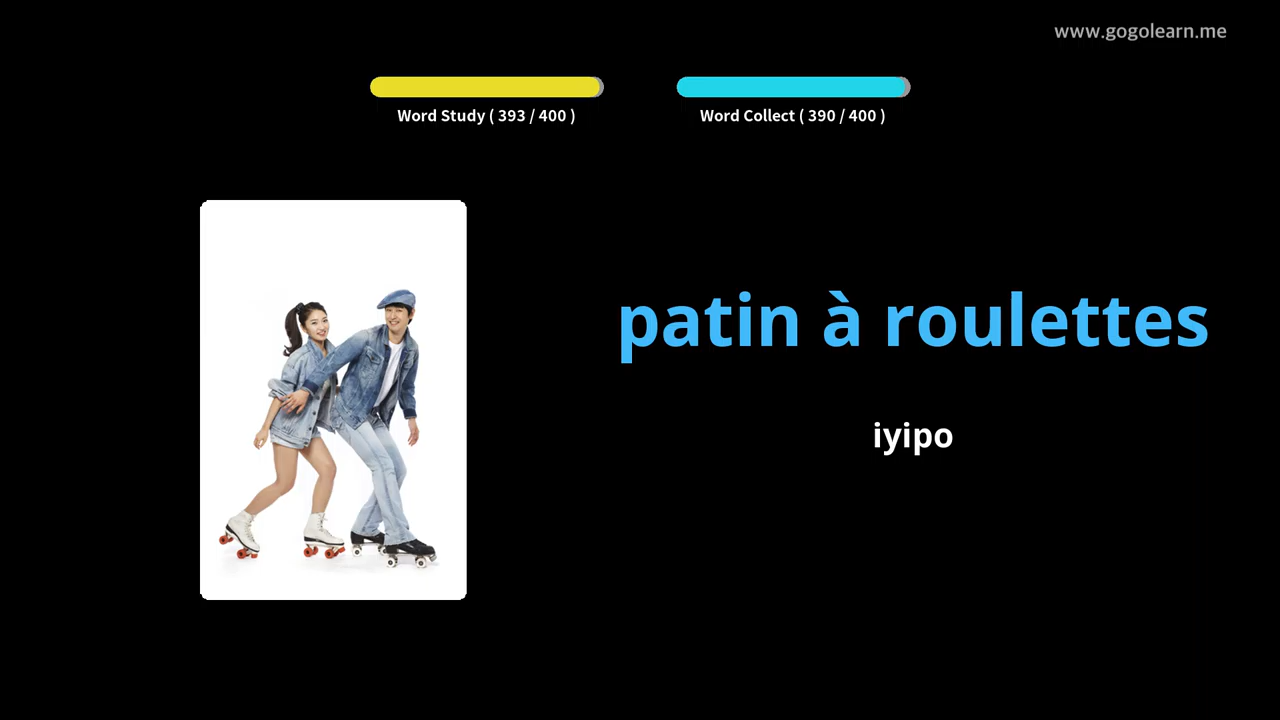 www.gogolearn.me
Word Study ( 393 / 400 )
Word Collect ( 390 / 400 )
patin à roulettes
iyipo